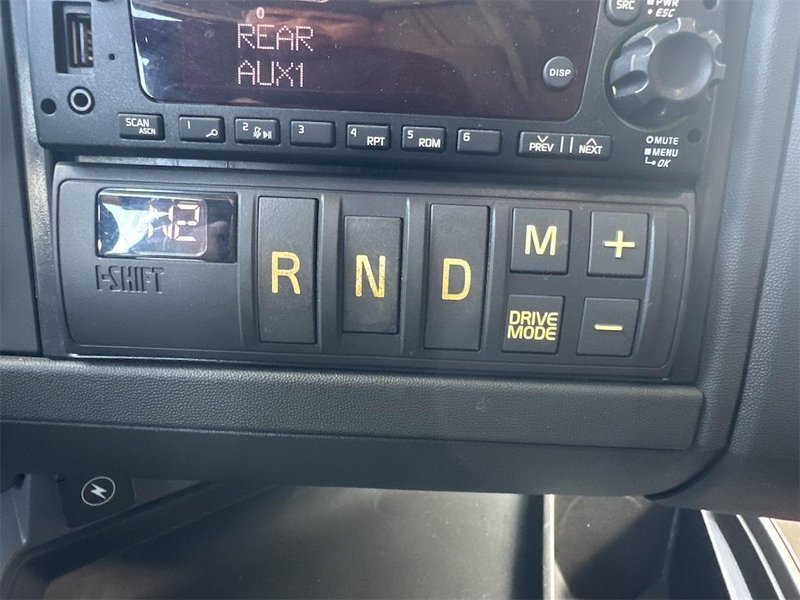 SRC PWR
ESC
REAR
AUX1
DISP
SCAN
ASCN
1
2
3
4 RPT
5 RDM
6
PREV
NEXT
MUTE
MENU
OK
I-SHIFT
R
N
D
M
+
DRIVE
MODE
−